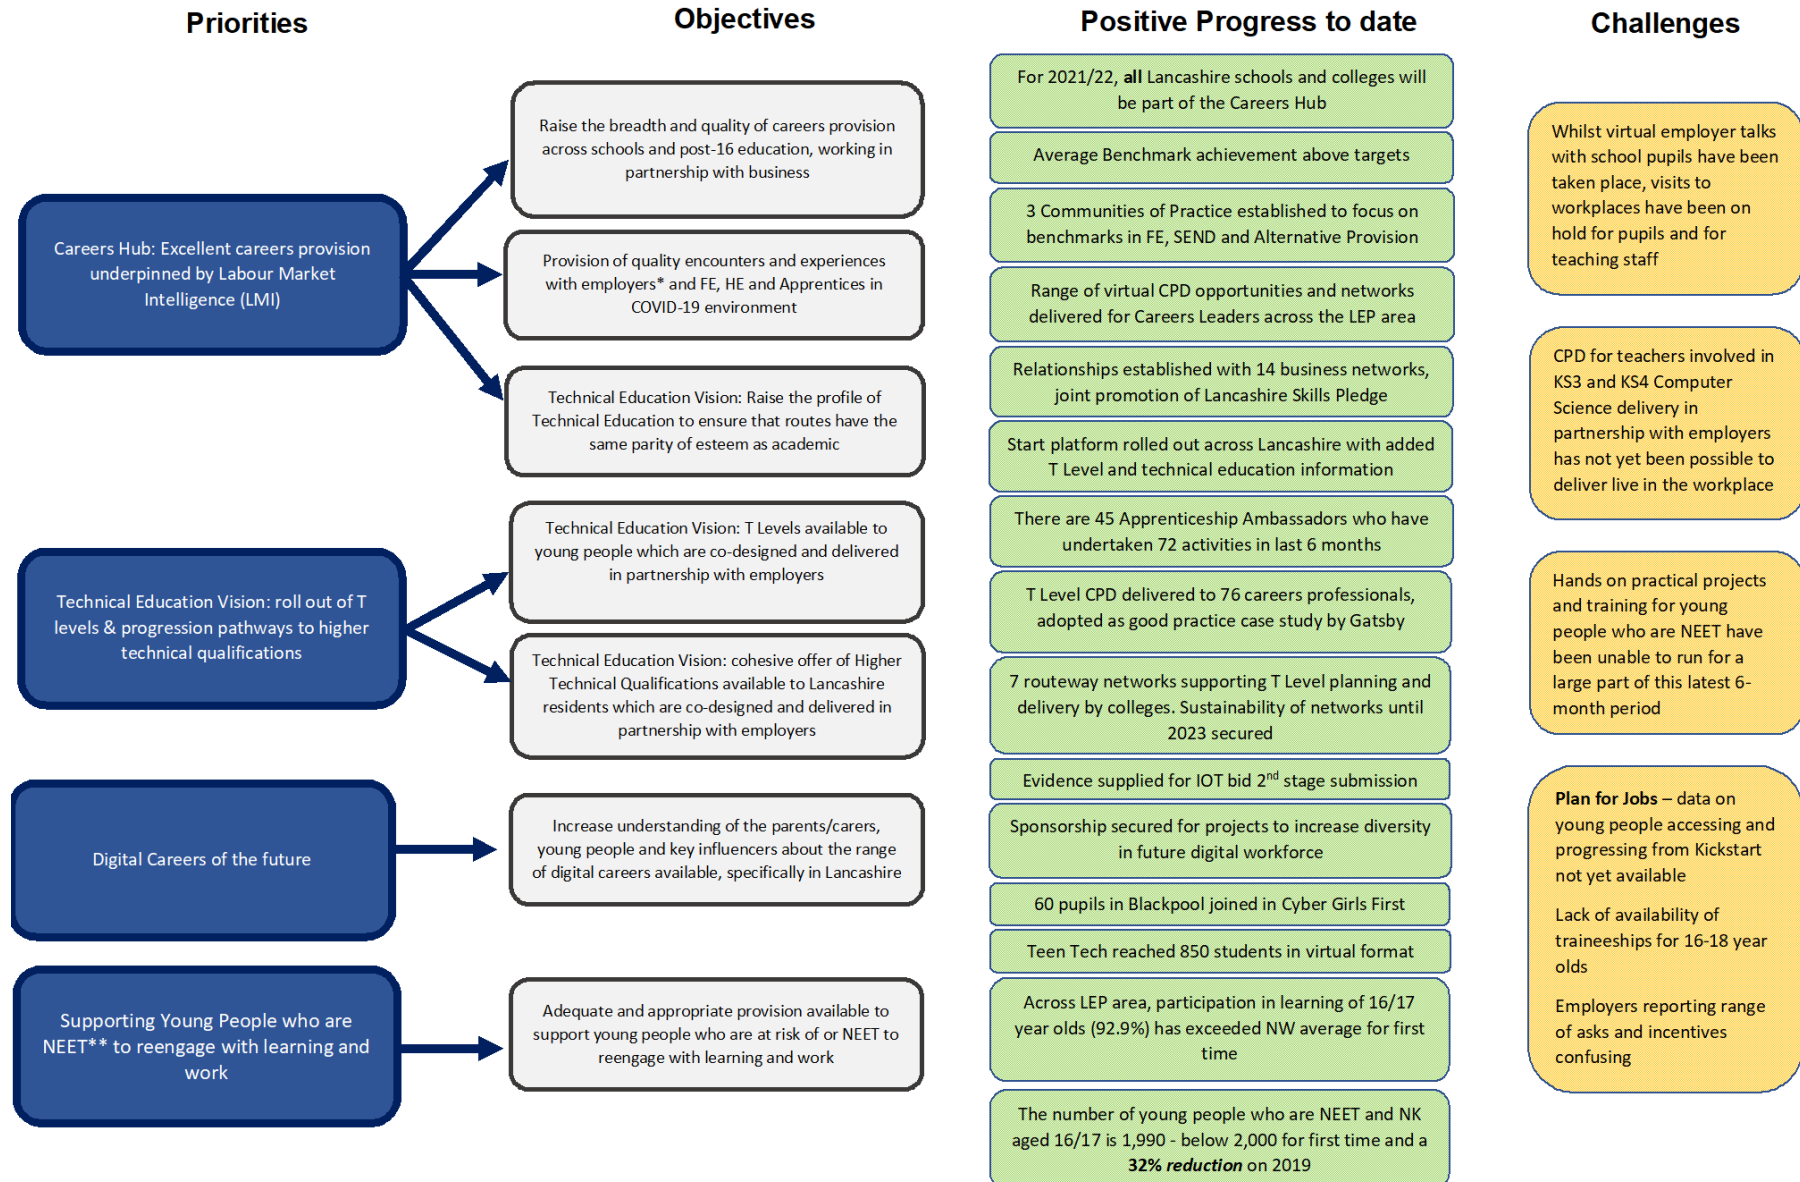 Priorities
Objectives
Positive Progress to date
Challenges
Careers Hub: Excellent careers provision
underpinned by Labour Market
Intelligence (LMI)
Technical Education Vision: roll out of T
levels & progression pathways to higher
technical qualifications
Digital Careers of the future
Supporting Young People who are
NEET** to reengage with learning and
work
Raise the breadth and quality of careers provision
across schools and post-16 education, working in
partnership with business
Provision of quality encounters and experiences
with employers* and FE, HE and Apprentices in
COVID-19 environment
Technical Education Vision: Raise the profile of
Technical Education to ensure that routes have the
same parity of esteem as academic
Technical Education Vision: T Levels available to
young people which are co-designed and delivered
in partnership with employers
Technical Education Vision: cohesive offer of Higher
Technical Qualifications available to Lancashire
residents which are co-designed and delivered in
partnership with employers
Increase understanding of the parents/carers,
young people and key influencers about the range
of digital careers available, specifically in Lancashire
Adequate and appropriate provision available to
support young people who are at risk of or NEET to
reengage with learning and work
For 2021/22, all Lancashire schools and colleges will
be part of the Careers Hub
Average Benchmark achievement above targets
3 Communities of Practice established to focus on
benchmarks in FE, SEND and Alternative Provision
Range of virtual CPD opportunities and networks
delivered for Careers Leaders across the LEP area
Relationships established with 14 business networks,
joint promotion of Lancashire Skills Pledge
Start platform rolled out across Lancashire with added
T Level and technical education information
There are 45 Apprenticeship Ambassadors who have
undertaken 72 activities in last 6 months
T Level CPD delivered to 76 careers professionals,
adopted as good practice case study by Gatsby
7 routeway networks supporting T Level planning and
delivery by colleges. Sustainability of networks until
2023 secured
Evidence supplied for IOT bid 2nd stage submission
Sponsorship secured for projects to increase diversity
in future digital workforce
60 pupils in Blackpool joined in Cyber Girls First
Teen Tech reached 850 students in virtual format
Across LEP area, participation in learning of 16/17
year olds (92.9%) has exceeded NW average for first
time
The number of young people who are NEET and NK
aged 16/17 is 1,990 - below 2,000 for first time and a
32% reduction on 2019
Whilst virtual employer talks
with school pupils have been
taken place, visits to
workplaces have been on
hold for pupils and for
teaching staff
CPD for teachers involved in
KS3 and KS4 Computer
Science delivery in
partnership with employers
has not yet been possible to
deliver live in the workplace
Hands on practical projects
and training for young
people who are NEET have
been unable to run for a
large part of this latest 6-
month period
Plan for Jobs – data on
young people accessing and
progressing from Kickstart
not yet available
Lack of availability of
traineeships for 16-18 year
olds
Employers reporting range
of asks and incentives
confusing